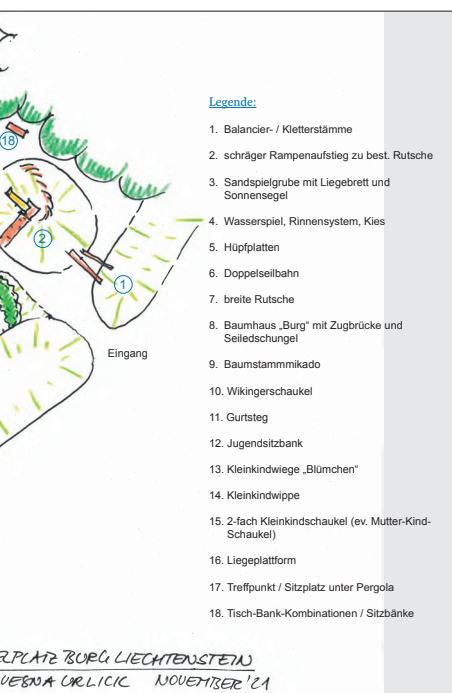 18
2
1
Eingang
Legende:
1. Balancier- / Kletterstämme
2. schräger Rampenaufstieg zu best. Rutsche
3. Sandspielgrube mit Liegebrett und
Sonnensegel
4. Wasserspiel, Rinnensystem, Kies
5. Hüpfplatten
6. Doppelseilbahn
7. breite Rutsche
8. Baumhaus „Burg“ mit Zugbrücke und
Seiledschungel
9. Baumstammmikado
10. Wikingerschaukel
11. Gurtsteg
12. Jugendsitzbank
13. Kleinkindwiege „Blümchen“
14. Kleinkindwippe
15. 2-fach Kleinkindschaukel (ev. Mutter-Kind-
Schaukel)
16. Liegeplattform
17. Treffpunkt / Sitzplatz unter Pergola
18. Tisch-Bank-Kombinationen / Sitzbänke
ELPLATZ BURG LIECHTENSTEIN
VESNA URLICIC NOVEMBER '21